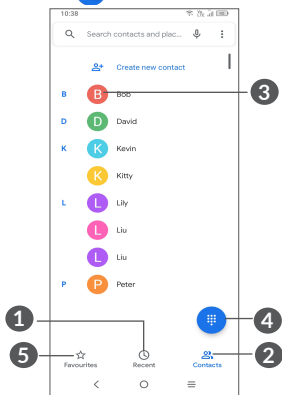 10:38
Search contacts and plac...
Create new contact
B B Bob 3
D D David
K K Kevin
K Kitty
L L Lily
L Liu
L Liu
P P Peter
1 4
5 2
Favourites Recent Contacts